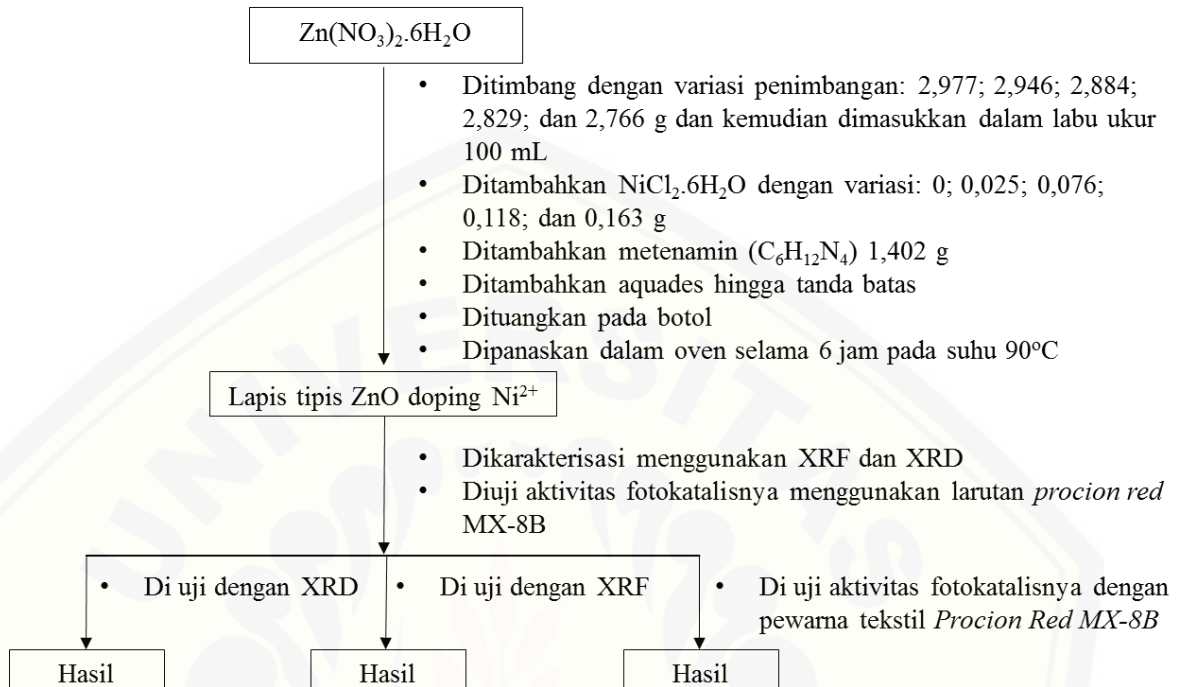 Zn(NO₃)₂.6H₂O
• Ditimbang dengan variasi penimbangan: 2,977; 2,946; 2,884;
2,829; dan 2,766 g dan kemudian dimasukkan dalam labu ukur
100 mL
• Ditambahkan NiCl₂.6H₂O dengan variasi: 0; 0,025; 0,076;
0,118; dan 0,163 g
• Ditambahkan metenamin (C₆H₁₂N₄) 1,402 g
• Ditambahkan aquades hingga tanda batas
• Dituangkan pada botol
• Dipanaskan dalam oven selama 6 jam pada suhu 90°C
Lapis tipis ZnO doping Ni²⁺
• Dikarakterisasi menggunakan XRF dan XRD
• Diuji aktivitas fotokatalisnya menggunakan larutan procion red
MX-8B
• Di uji dengan XRD
• Di uji dengan XRF
• Di uji aktivitas fotokatalisnya dengan
pewarna tekstil Procion Red MX-8B
Hasil
Hasil
Hasil
UNIVERSITAS